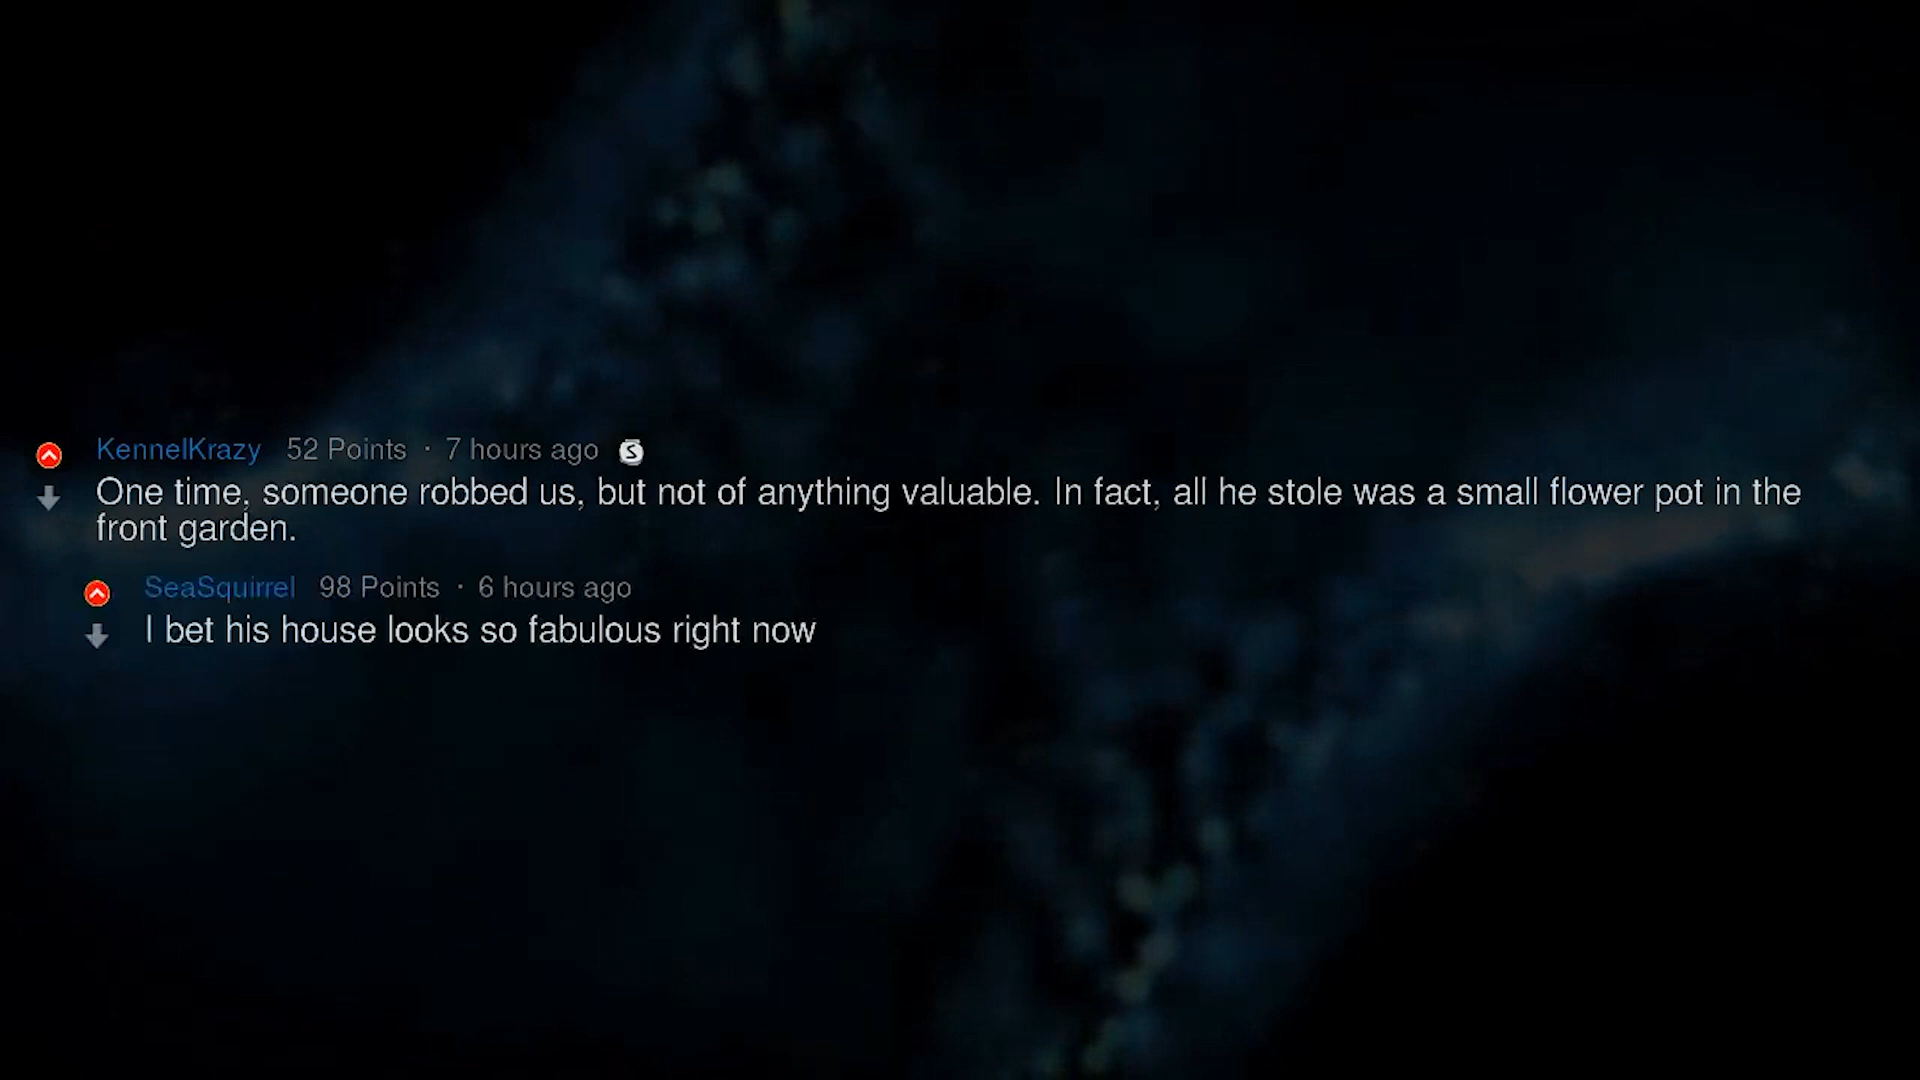 KennelKrazy 52 Points · 7 hours ago S
One time, someone robbed us, but not of anything valuable. In fact, all he stole was a small flower pot in the
front garden.
SeaSquirrel 98 Points · 6 hours ago
I bet his house looks so fabulous right now